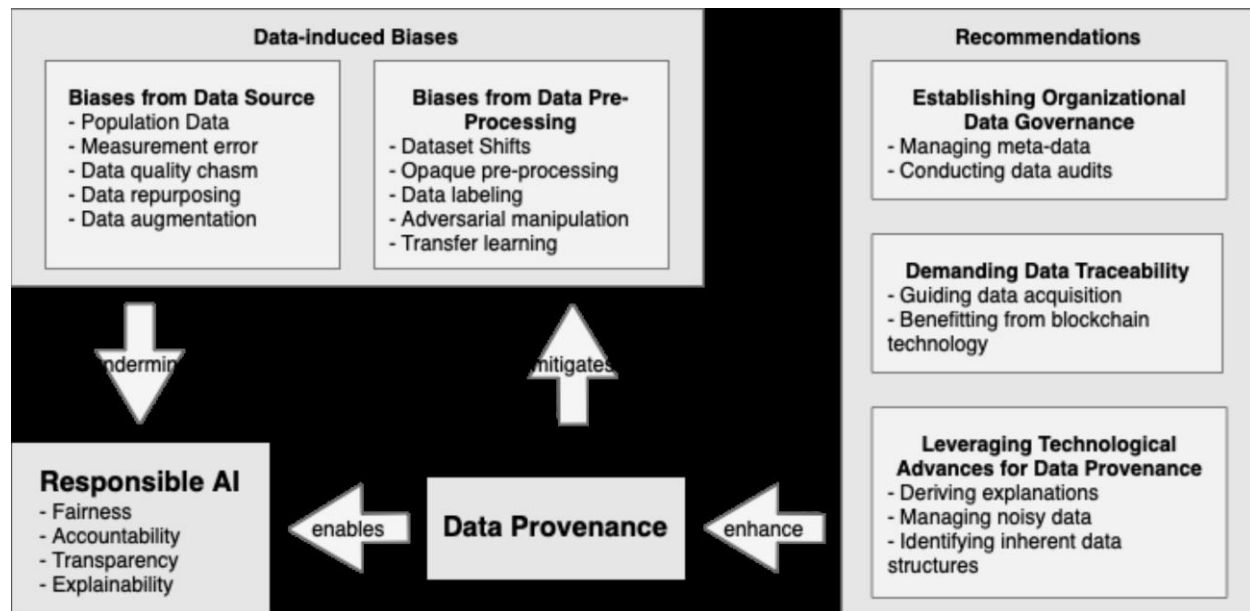 Data-induced Biases
Biases from Data Source
- Population Data
- Measurement error
- Data quality chasm
- Data repurposing
- Data augmentation
Biases from Data Pre-
Processing
- Dataset Shifts
- Opaque pre-processing
- Data labeling
- Adversarial manipulation
- Transfer learning
ndermin
mitigates
Responsible AI
- Fairness
- Accountability
- Transparency
- Explainability
enables
Data Provenance
enhance
Recommendations
Establishing Organizational
Data Governance
- Managing meta-data
- Conducting data audits
Demanding Data Traceability
- Guiding data acquisition
- Benefitting from blockchain
technology
Leveraging Technological
Advances for Data Provenance
- Deriving explanations
- Managing noisy data
- Identifying inherent data
structures